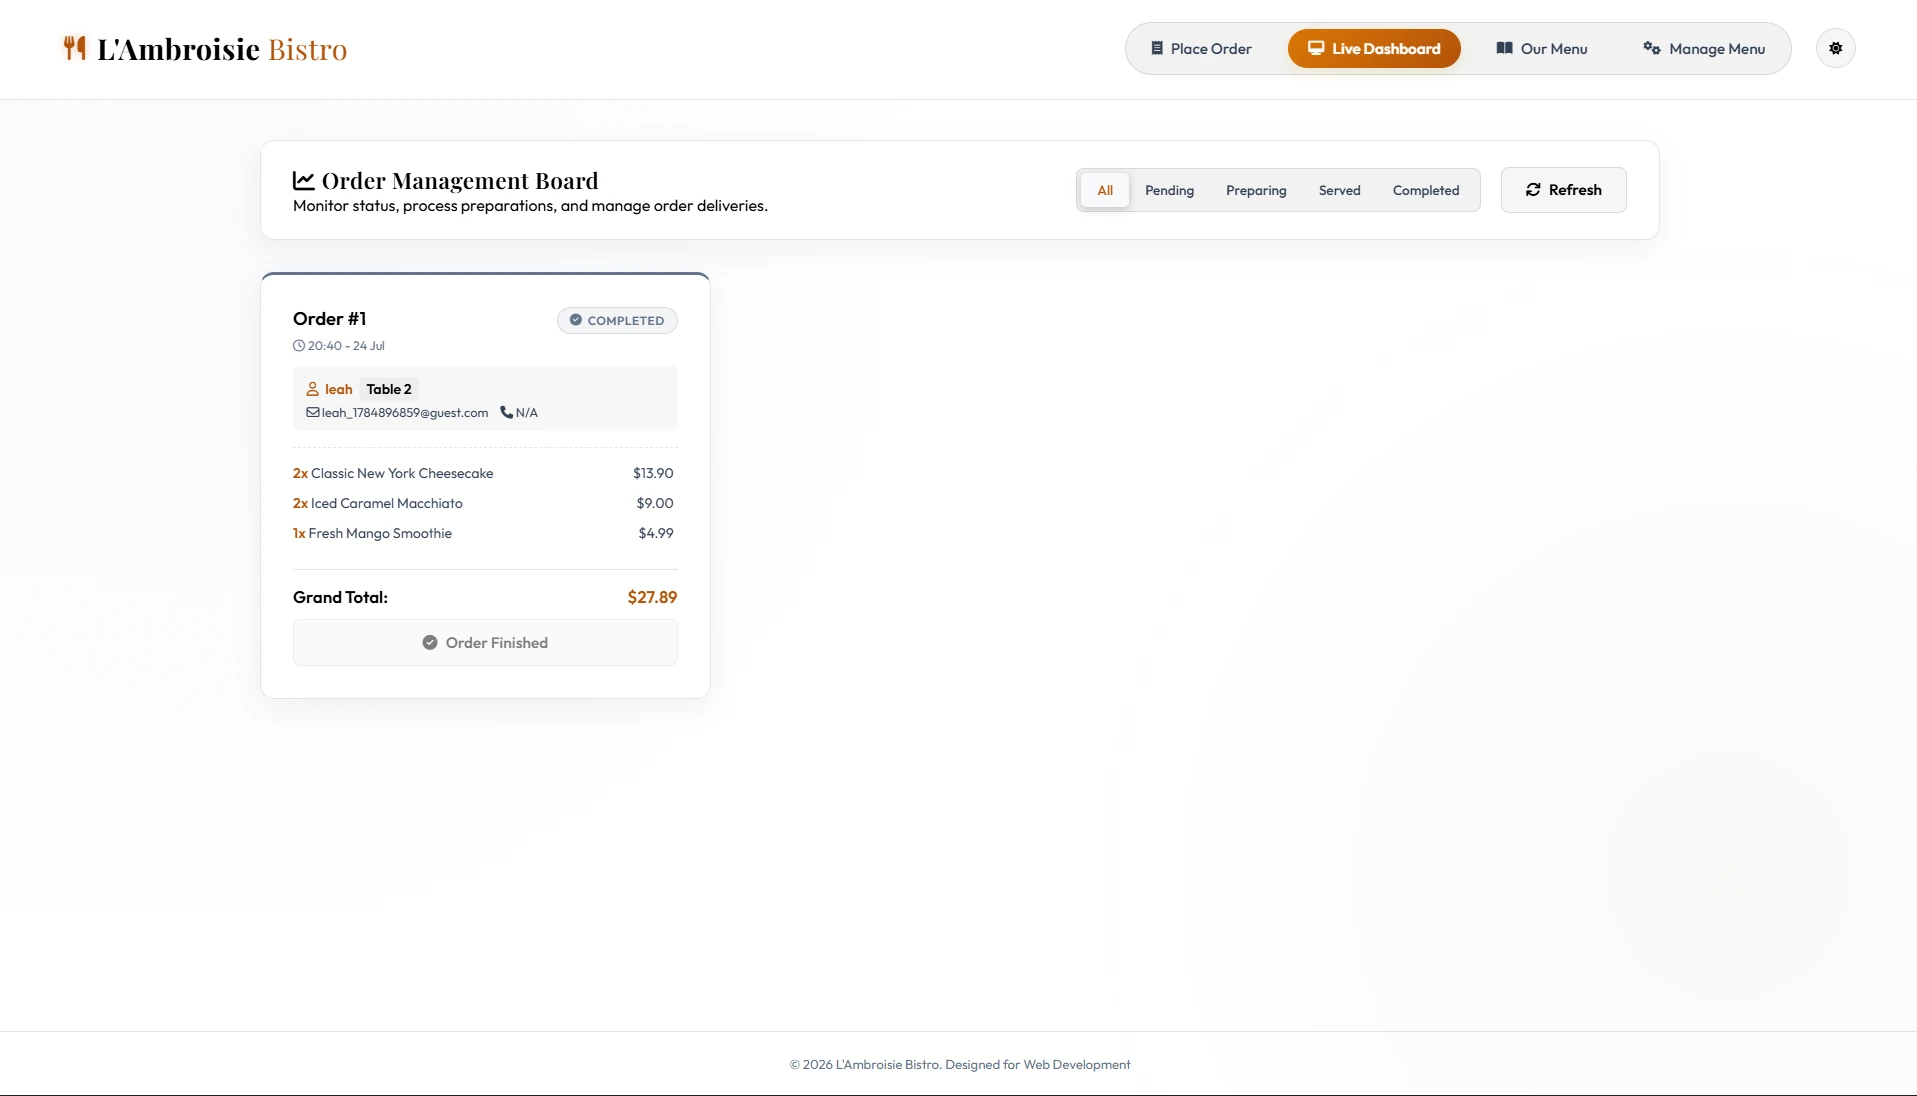 L'Ambroisie Bistro
Place Order
Live Dashboard
Our Menu
Manage Menu
Order Management Board
Monitor status, process preparations, and manage order deliveries.
All
Pending
Preparing
Served
Completed
Refresh
Order #1
COMPLETED
20:40 - 24 Jul
leah Table 2
leah_1784896859@guest.com N/A
2x Classic New York Cheesecake $13.90
2x Iced Caramel Macchiato $9.00
1x Fresh Mango Smoothie $4.99
Grand Total: $27.89
Order Finished
© 2026 L'Ambroisie Bistro. Designed for Web Development